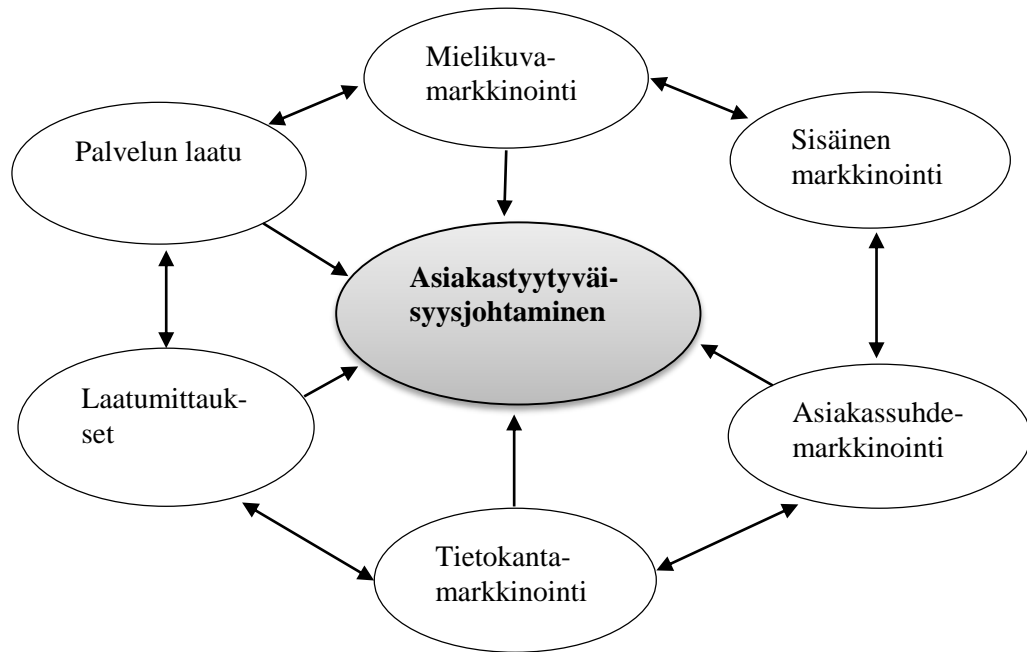 Mielikuva-
markkinointi
Palvelun laatu
Sisäinen
markkinointi
Asiakastyytyväi-
syysjohtaminen
Laatumittauk-
set
Asiakassuhde-
markkinointi
Tietokanta-
markkinointi